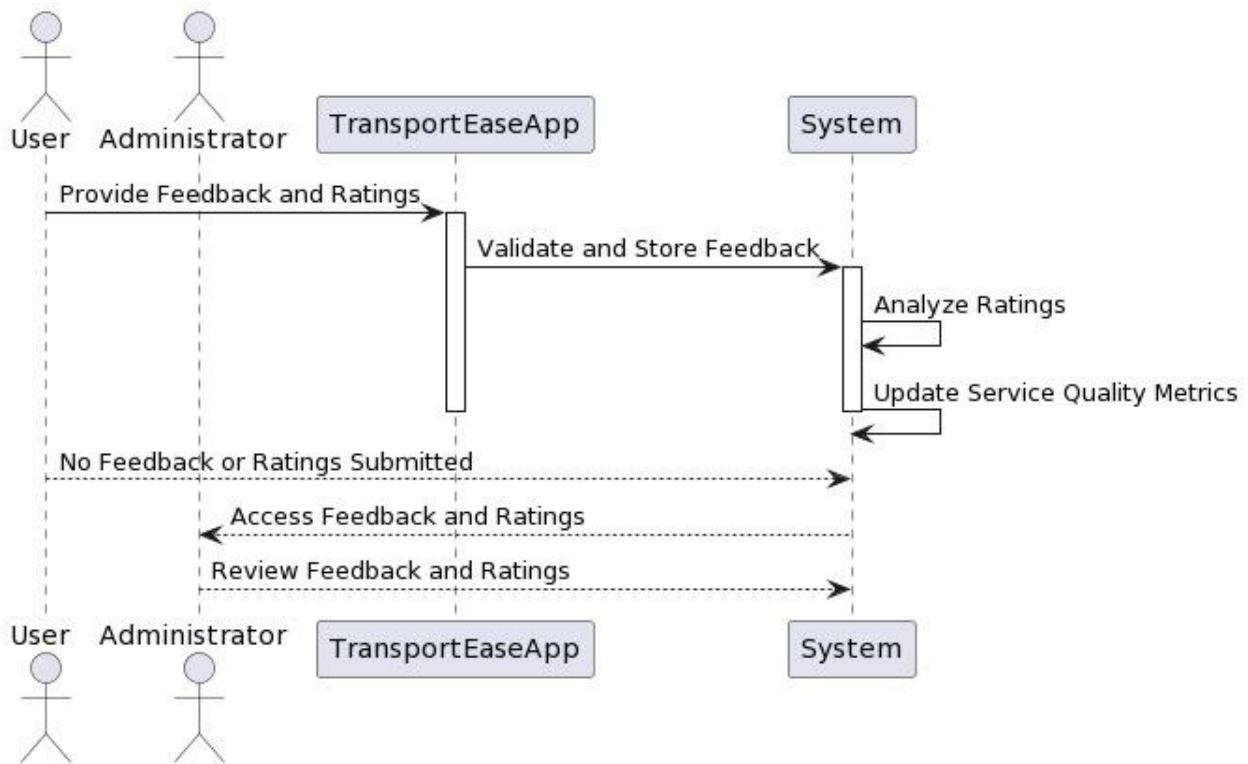 User
Administrator
TransportEaseApp
System
Provide Feedback and Ratings
Validate and Store Feedback
Analyze Ratings
Update Service Quality Metrics
No Feedback or Ratings Submitted
Access Feedback and Ratings
Review Feedback and Ratings
User
Administrator
TransportEaseApp
System